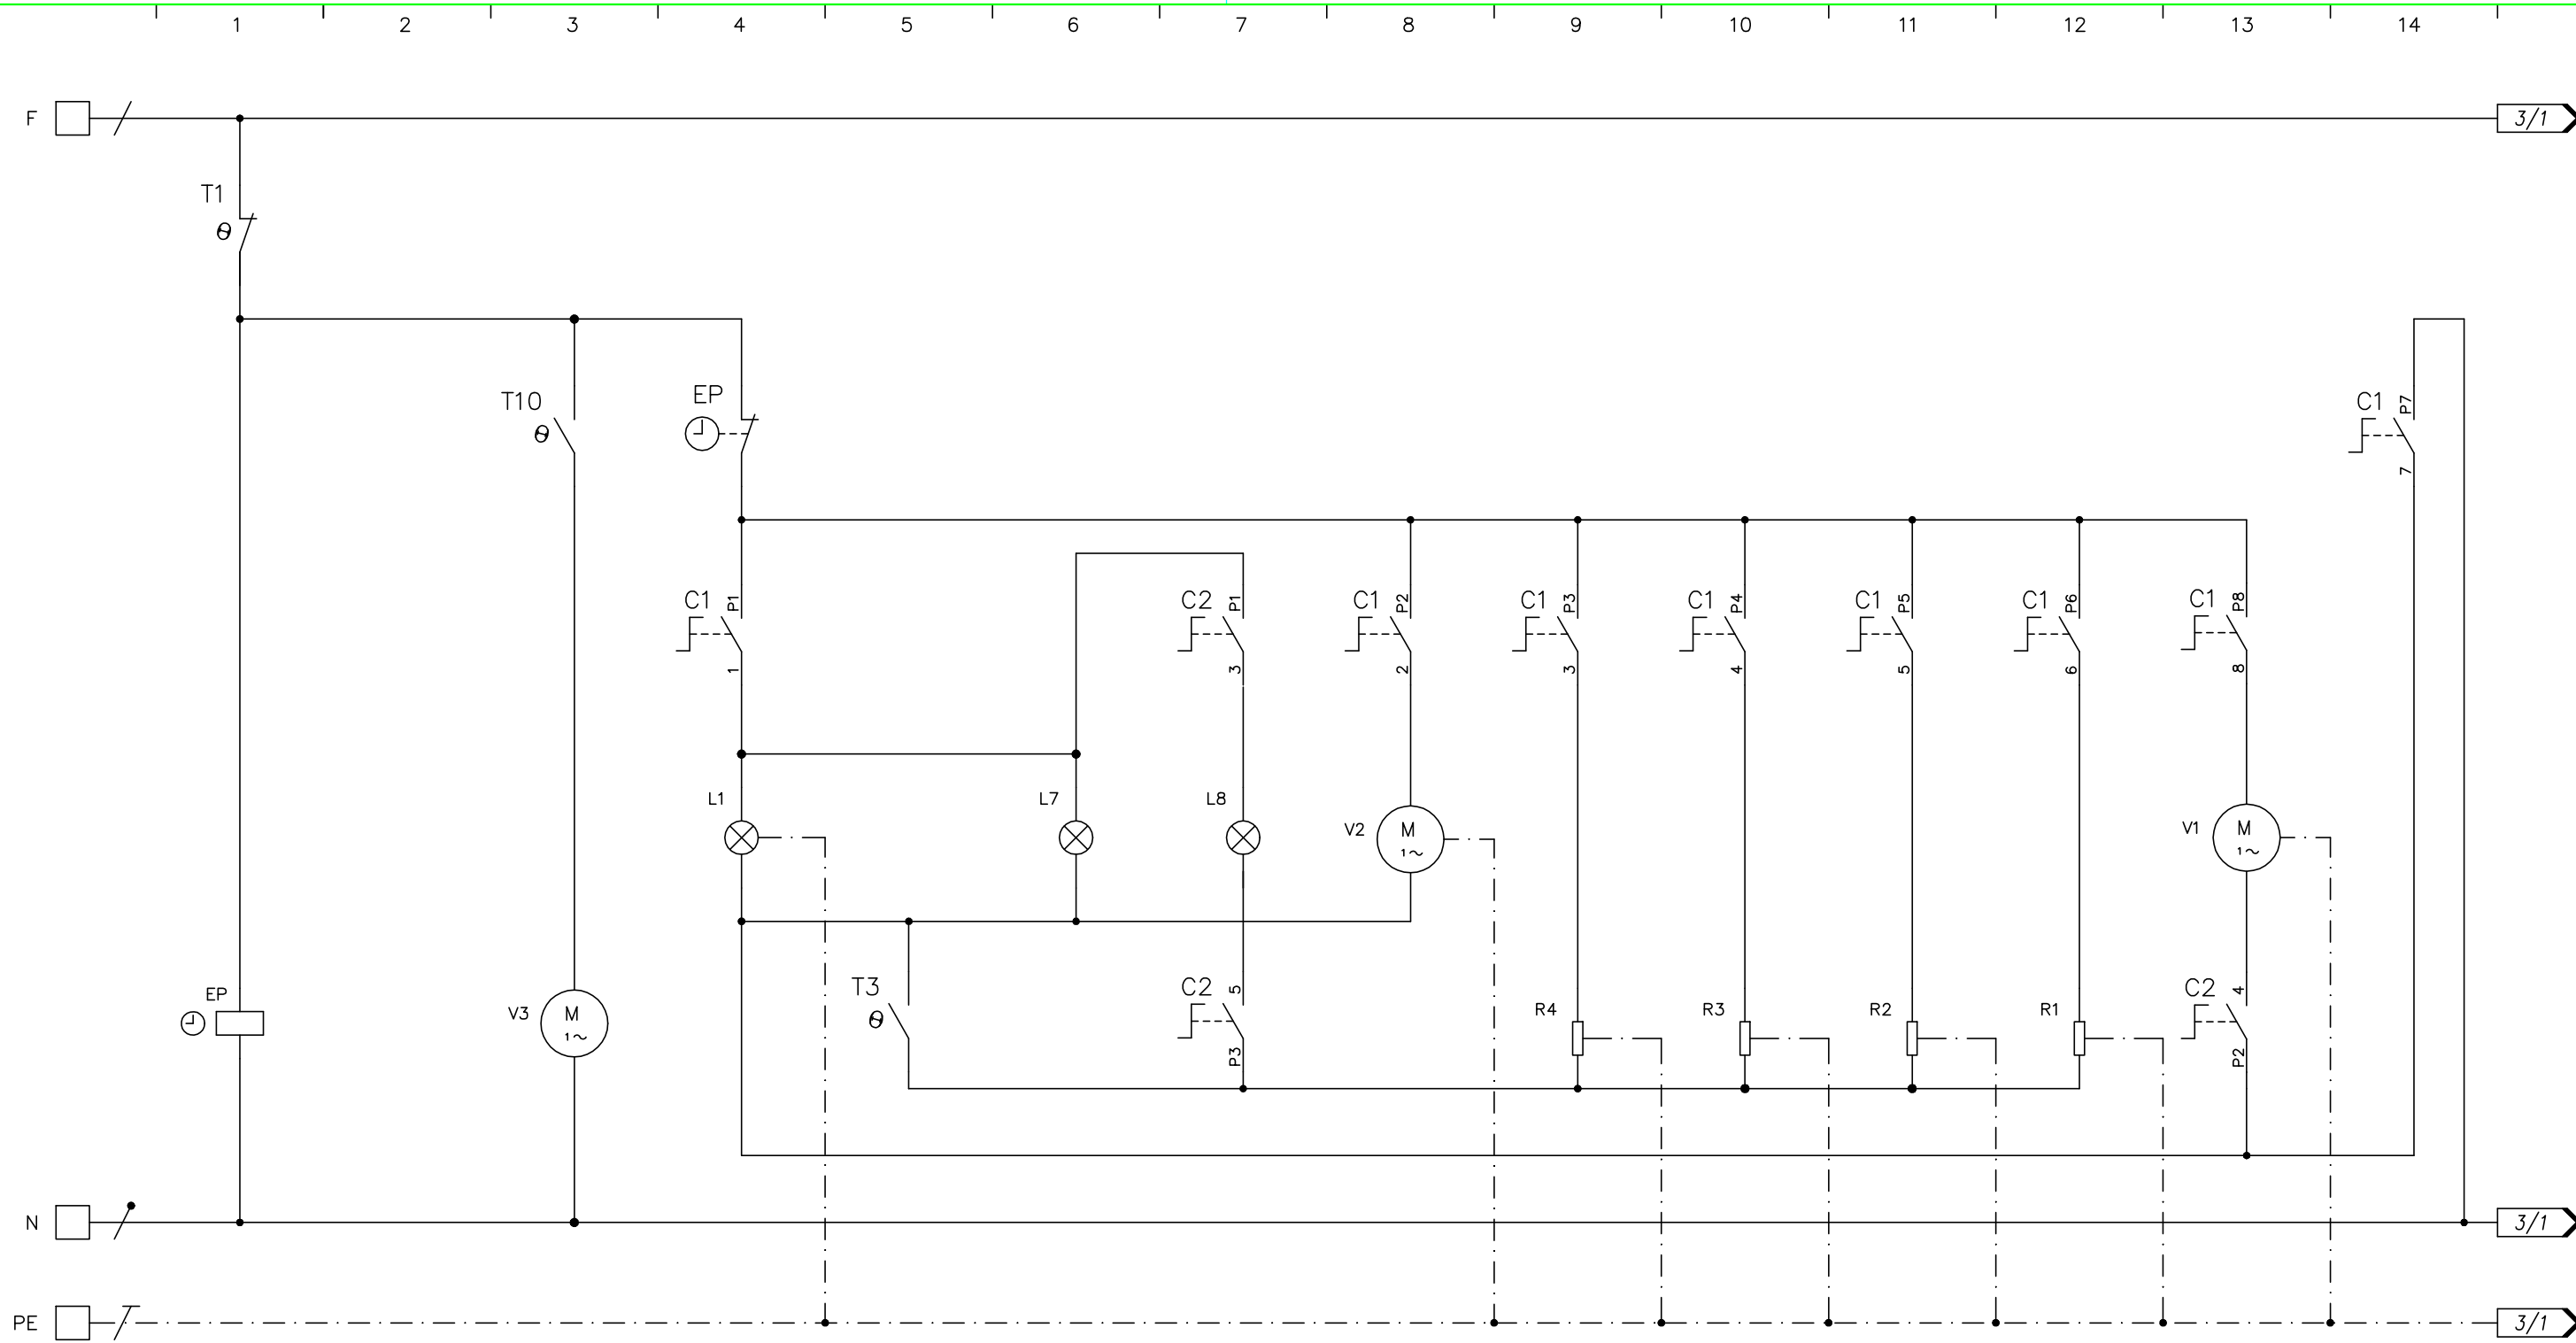 1 2 3 4 5 6 7 8 9 10 11 12 13 14
F 3/1
T1
θ
T10 EP C1 P7
θ
7
C1 P1 C2 P1 C1 P2 C1 P3 C1 P4 C1 P5 C1 P6 C1 P8
1 3 2 3 4 5 6 8
L1 L7 L8 V2 M 1~ V1 M 1~
EP V3 M 1~ T3 C2 5 R4 R3 R2 R1 C2 4
θ
P3 P2
N 3/1
PE 3/1